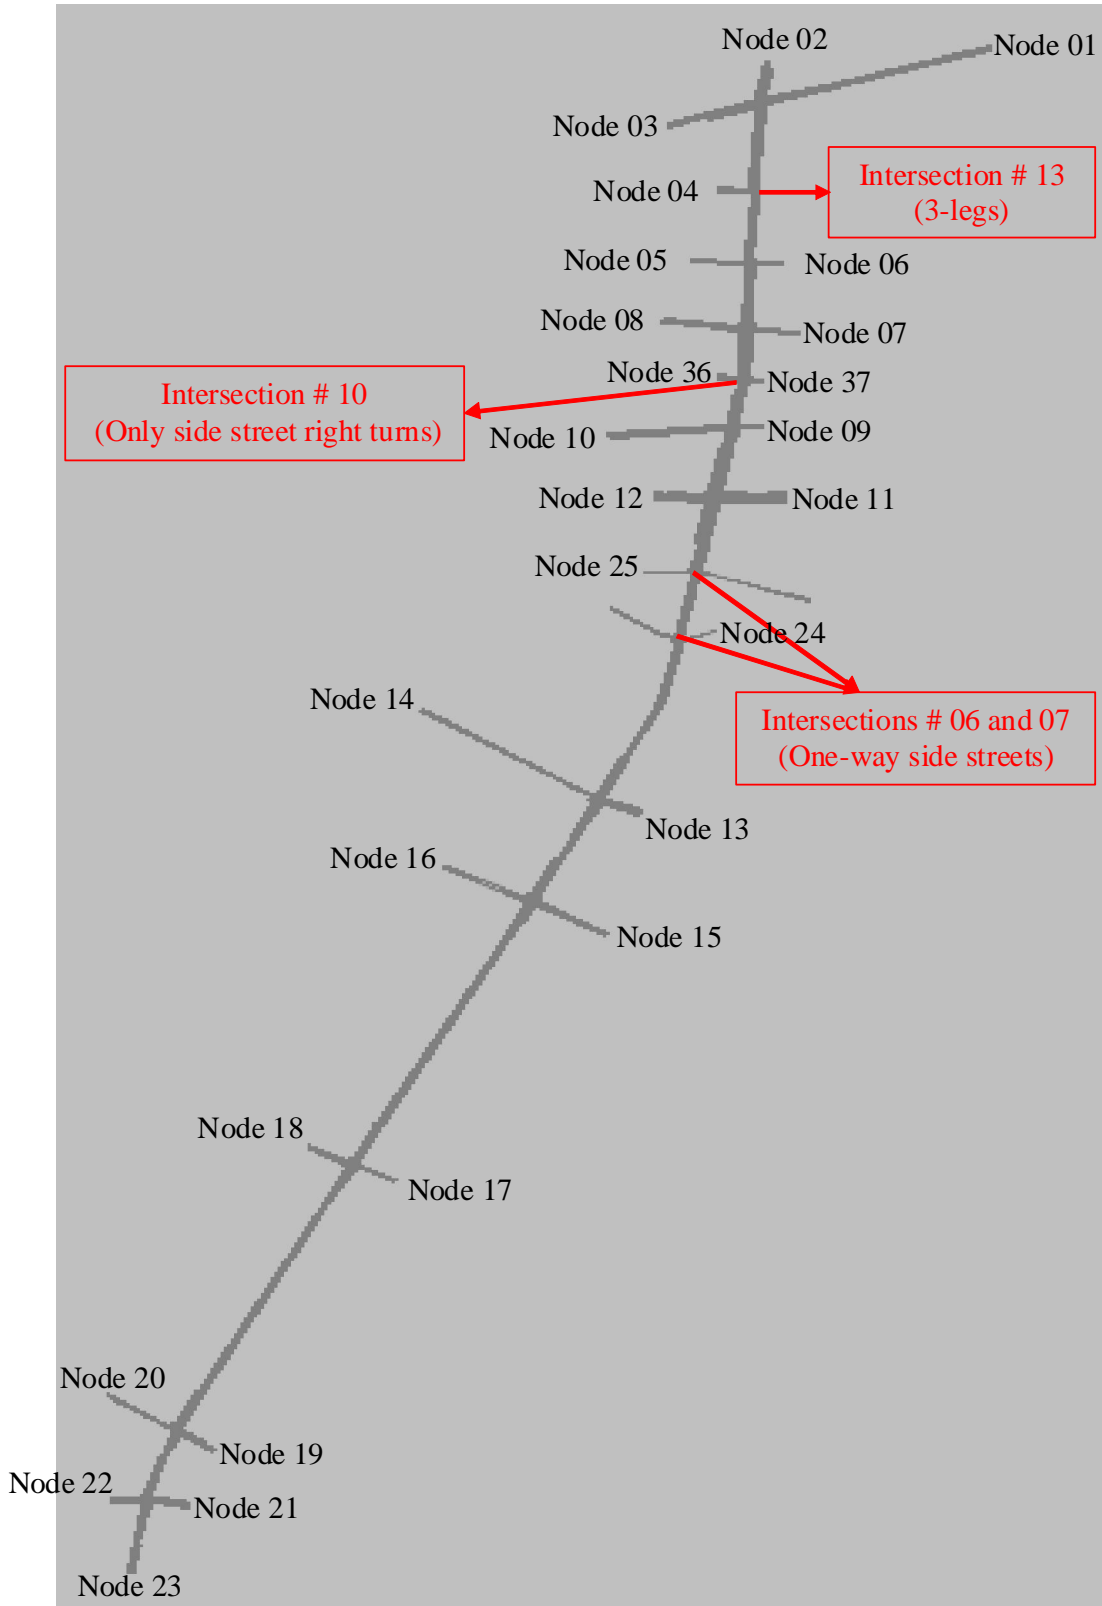 Node 02
Node 01
Node 03
Intersection # 13
(3-legs)
Node 04
Node 05
Node 06
Node 08
Node 07
Node 36
Node 37
Intersection # 10
(Only side street right turns)
Node 10
Node 09
Node 12
Node 11
Node 25
Node 24
Node 14
Intersections # 06 and 07
(One-way side streets)
Node 13
Node 16
Node 15
Node 18
Node 17
Node 20
Node 19
Node 22
Node 21
Node 23